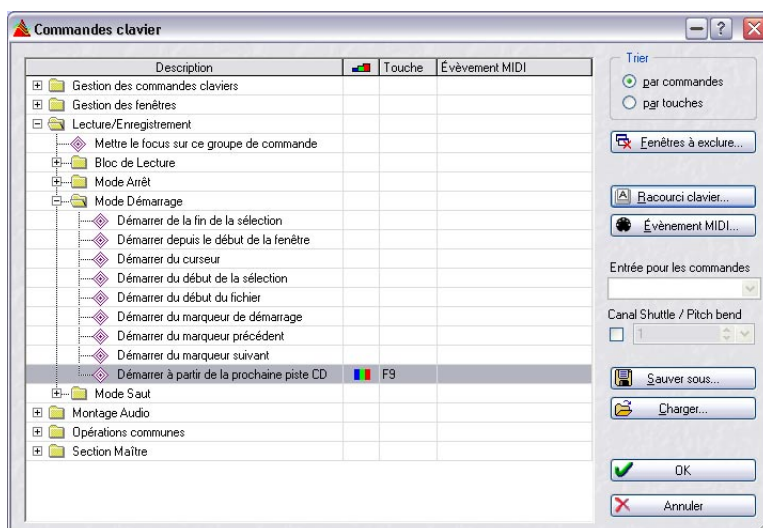 Commandes clavier
Description Touche Évèvement MIDI
Gestion des commandes claviers
Gestion des fenêtres
Lecture/Enregistrement
Mettre le focus sur ce groupe de commande
Bloc de Lecture
Mode Arrêt
Mode Démarrage
Démarrer de la fin de la sélection
Démarrer depuis le début de la fenêtre
Démarrer du curseur
Démarrer du début de la sélection
Démarrer du début du fichier
Démarrer du marqueur de démarrage
Démarrer du marqueur précédent
Démarrer du marqueur suivant
Démarrer à partir de la prochaine piste CD F9
Mode Saut
Montage Audio
Opérations communes
Section Maître
Trier
par commandes
par touches
Fenêtres à exclure...
Racourci clavier...
Évènement MIDI...
Entrée pour les commandes
Canal Shuttle / Pitch bend
1
Sauver sous...
Charger...
OK
Annuler